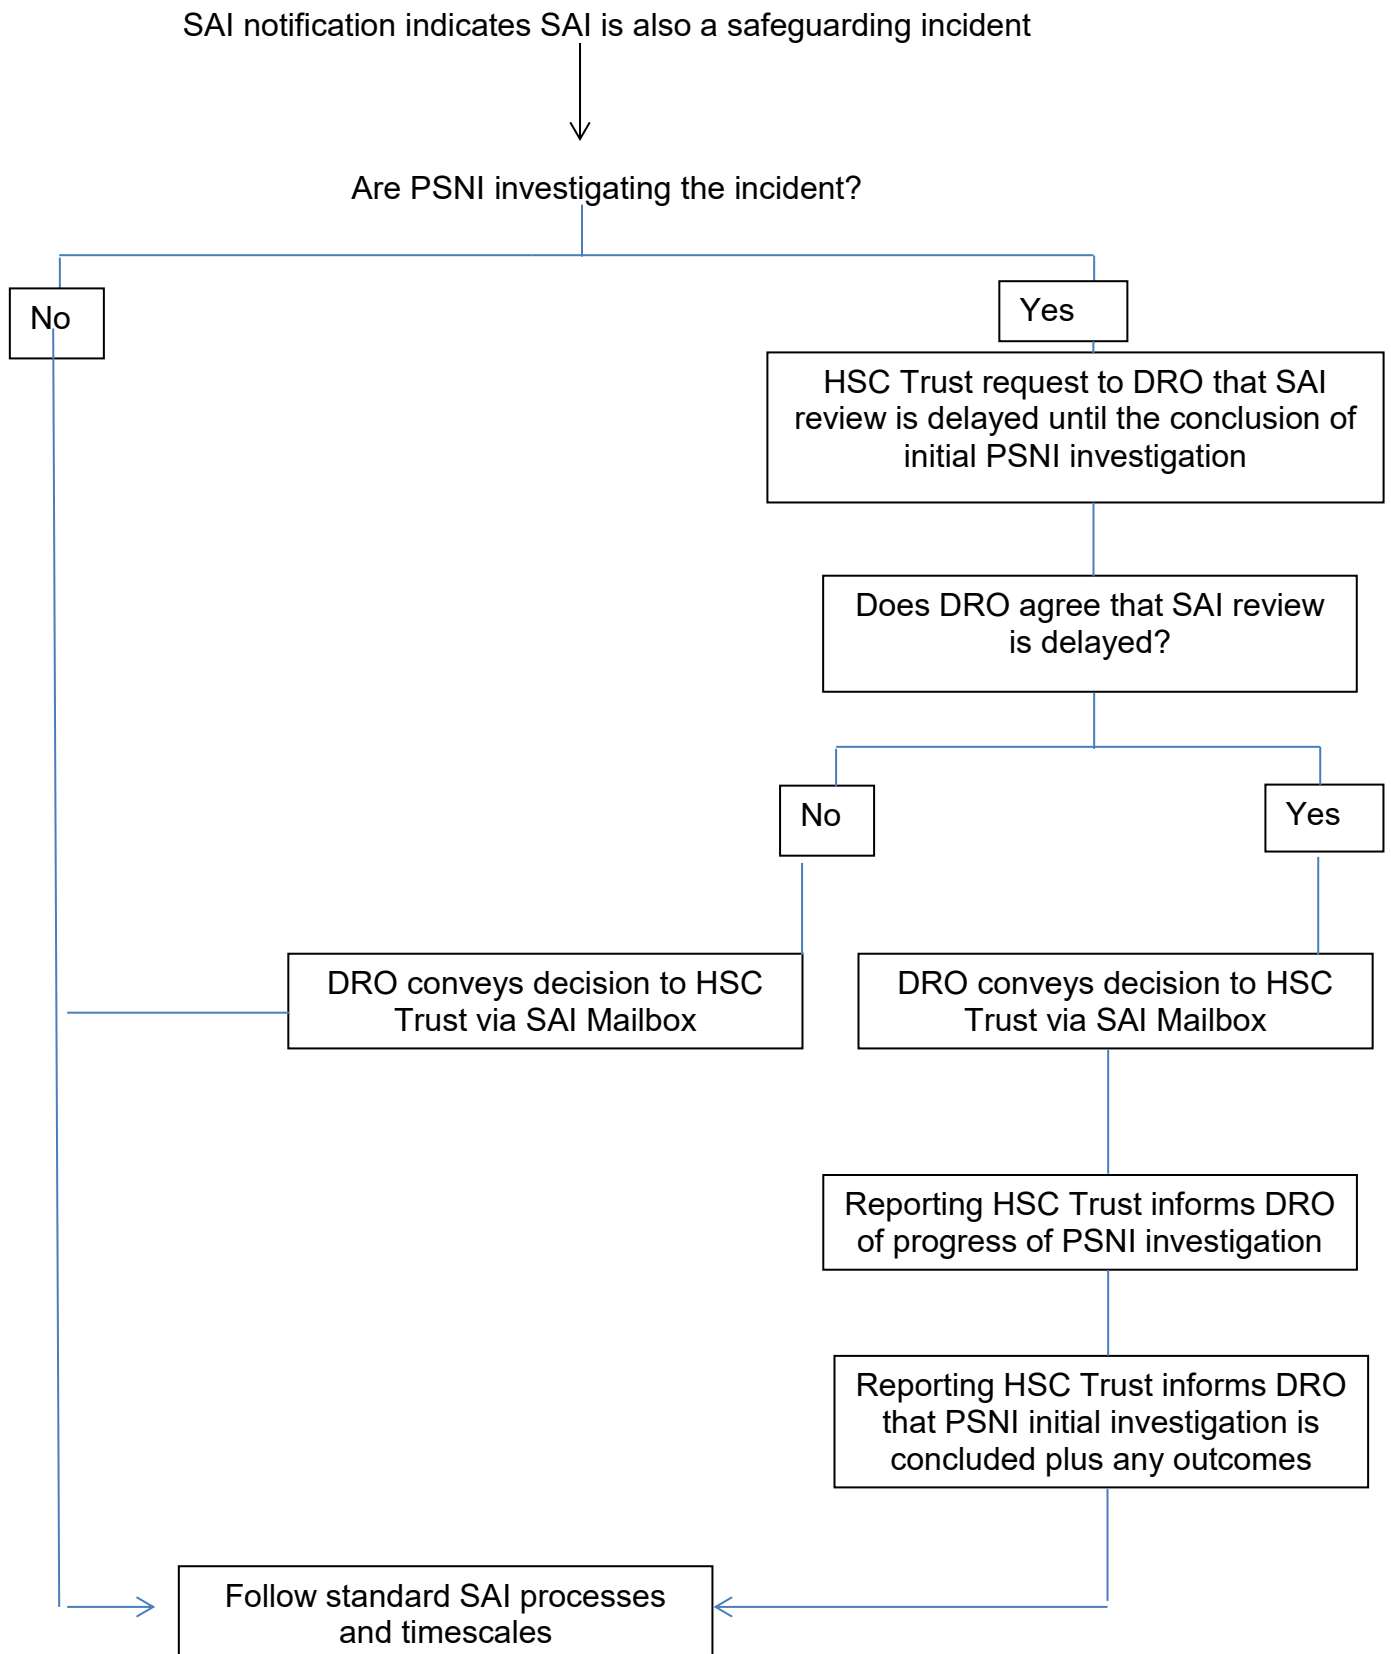 SAI notification indicates SAI is also a safeguarding incident
Are PSNI investigating the incident?
No
Yes
HSC Trust request to DRO that SAI
review is delayed until the conclusion of
initial PSNI investigation
Does DRO agree that SAI review
is delayed?
No
Yes
DRO conveys decision to HSC
Trust via SAI Mailbox
DRO conveys decision to HSC
Trust via SAI Mailbox
Reporting HSC Trust informs DRO
of progress of PSNI investigation
Reporting HSC Trust informs DRO
that PSNI initial investigation is
concluded plus any outcomes
Follow standard SAI processes
and timescales